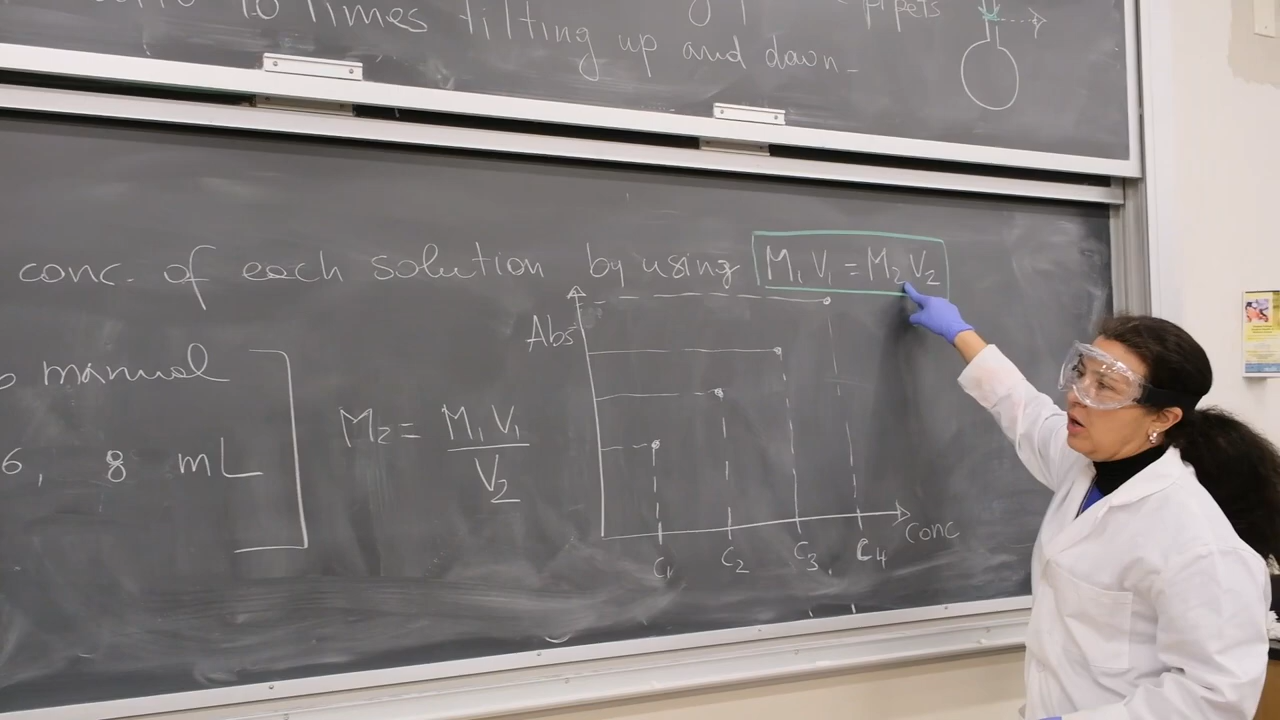 10 times tilting up and down
pipets
conc. of each solution by using M₁V₁ = M₂V₂
Abs
manual
6, 8 mL
M₂ = M₁V₁
V₂
conc
C₁ C₂ C₃ C₄